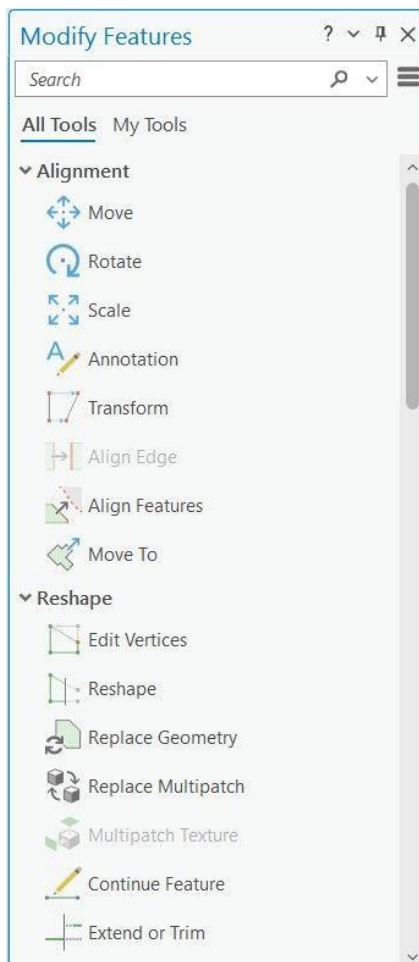 Modify Features
Search
All Tools My Tools
Alignment
Move
Rotate
Scale
Annotation
Transform
Align Edge
Align Features
Move To
Reshape
Edit Vertices
Reshape
Replace Geometry
Replace Multipatch
Multipatch Texture
Continue Feature
Extend or Trim